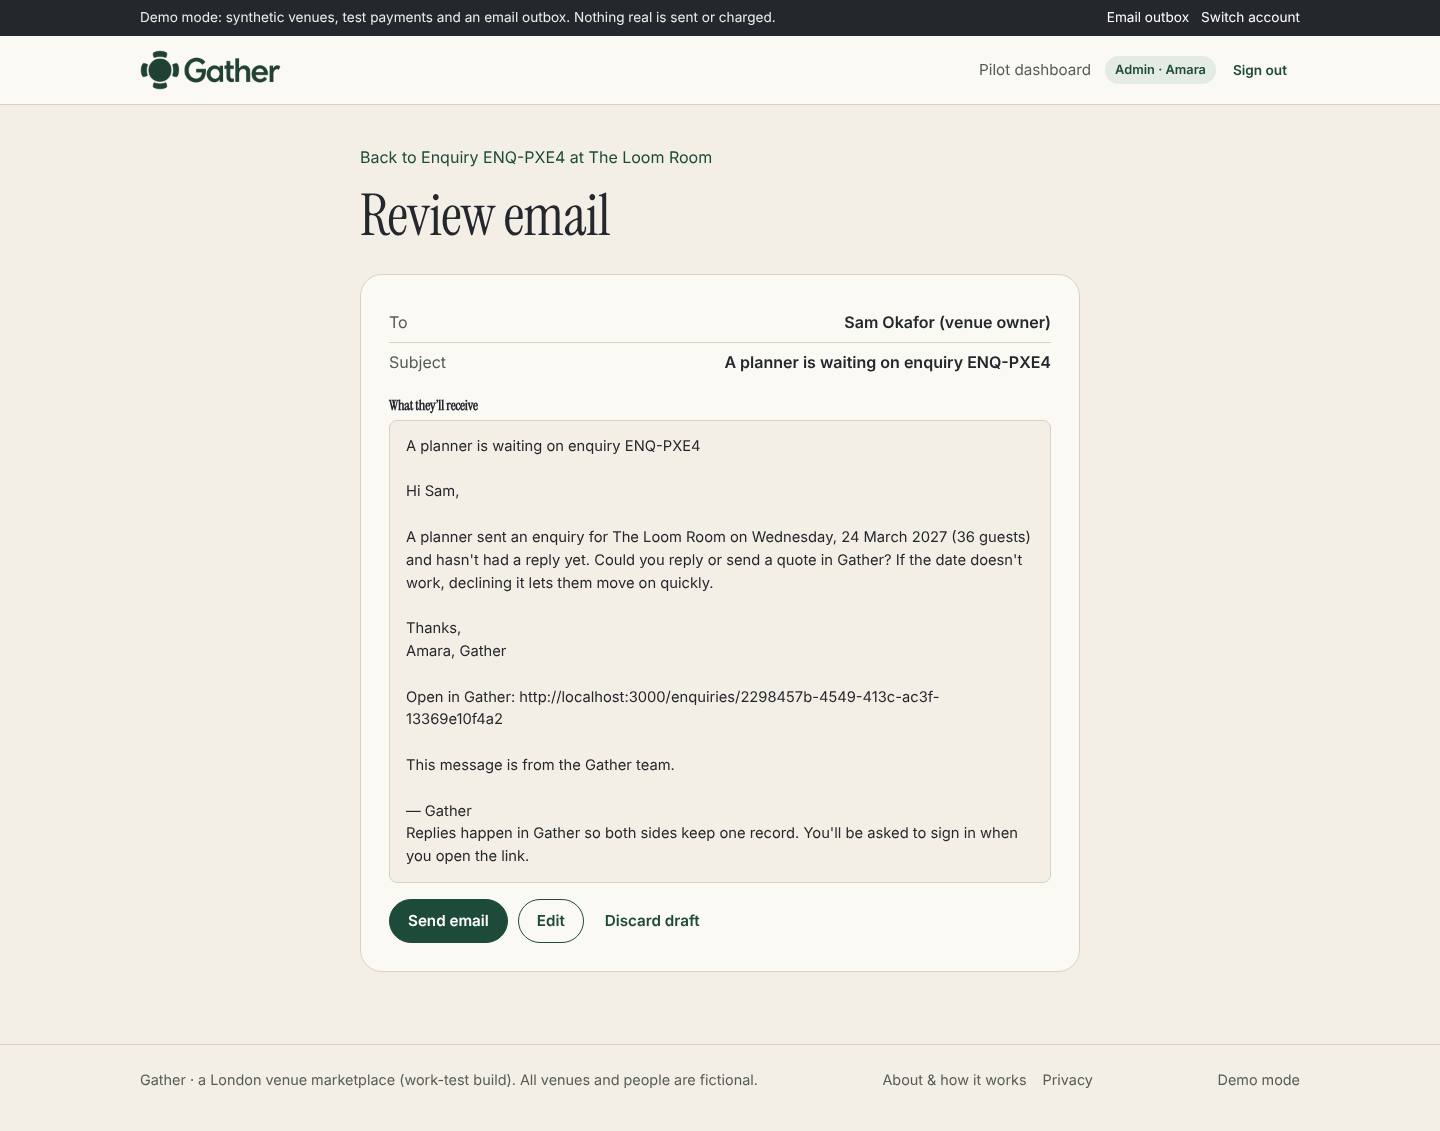 Demo mode: synthetic venues, test payments and an email outbox. Nothing real is sent or charged.
Email outbox Switch account
Gather
Pilot dashboard
Admin · Amara
Sign out
Back to Enquiry ENQ-PXE4 at The Loom Room
Review email
To
Sam Okafor (venue owner)
Subject
A planner is waiting on enquiry ENQ-PXE4
What they'll receive
A planner is waiting on enquiry ENQ-PXE4
Hi Sam,
A planner sent an enquiry for The Loom Room on Wednesday, 24 March 2027 (36 guests)
and hasn't had a reply yet. Could you reply or send a quote in Gather? If the date doesn't
work, declining it lets them move on quickly.
Thanks,
Amara, Gather
Open in Gather: http://localhost:3000/enquiries/2298457b-4549-413c-ac3f-
13369e10f4a2
This message is from the Gather team.
— Gather
Replies happen in Gather so both sides keep one record. You'll be asked to sign in when
you open the link.
Send email
Edit
Discard draft
Gather · a London venue marketplace (work-test build). All venues and people are fictional.
About & how it works Privacy
Demo mode